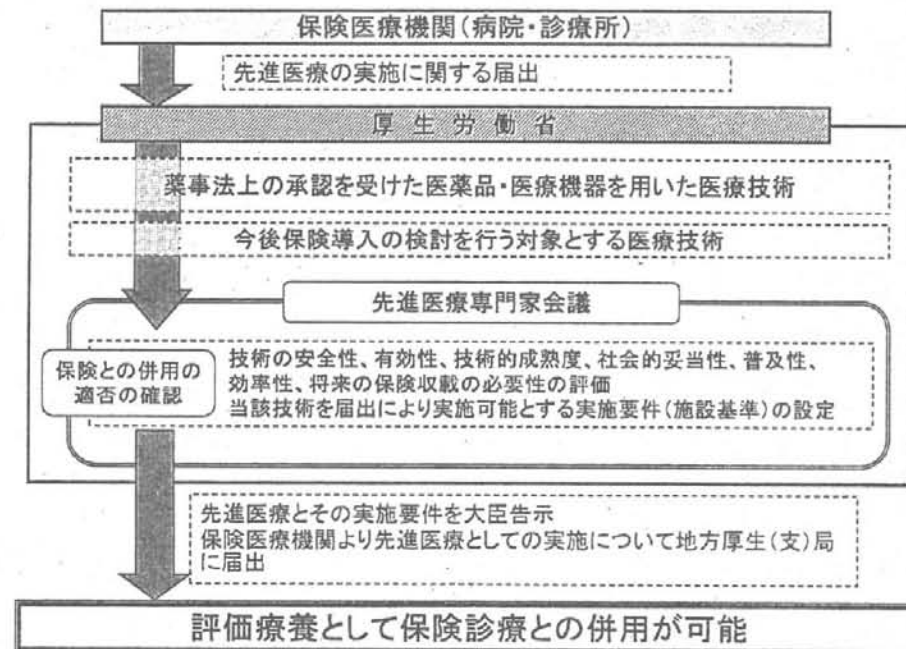 保険医療機関(病院・診療所)
先進医療の実施に関する届出
厚生労働省
薬事法上の承認を受けた医薬品・医療機器を用いた医療技術
今後保険導入の検討を行う対象とする医療技術
先進医療専門家会議
保険との併用の
適否の確認
技術の安全性、有効性、技術的成熟度、社会的妥当性、普及性、
効率性、将来の保険収載の必要性の評価
当該技術を届出により実施可能とする実施要件(施設基準)の設定
先進医療とその実施要件を大臣告示
保険医療機関より先進医療としての実施について地方厚生(支)局
に届出
評価療養として保険診療との併用が可能